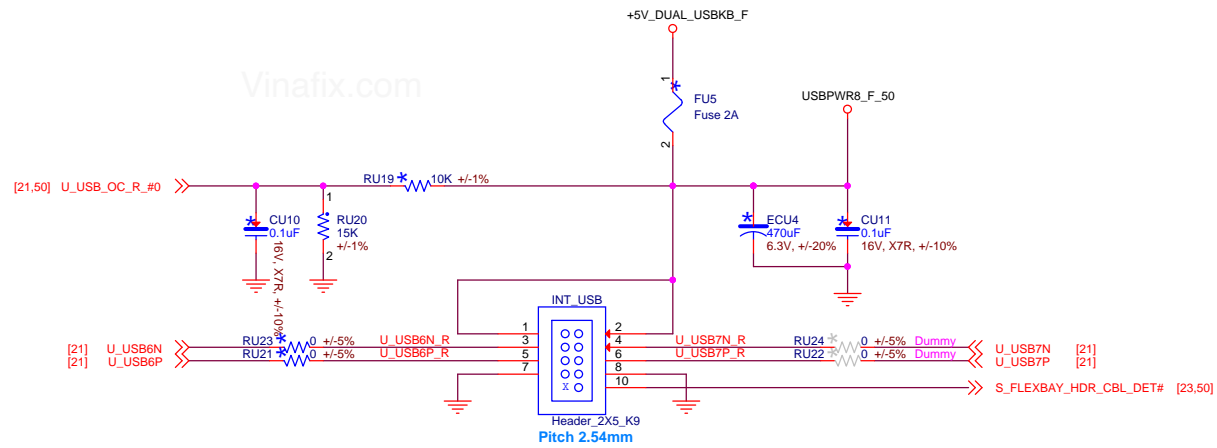 +5V_DUAL_USBKB_F
Vinafix.com
1
FU5
Fuse 2A
2
USBPWR8_F_50
[21,50] U_USB_OC_R_#0
RU19 10K +/-1%
CU10
0.1uF
16V, X7R, +/-10%
1
RU20
15K
+/-1%
2
ECU4
470uF
6.3V, +/-20%
CU11
0.1uF
16V, X7R, +/-10%
INT_USB
1 2
3 4
5 6
7 8
X 10
[21] U_USB6N RU23 0 +/-5% U_USB6N_R
[21] U_USB6P RU21 0 +/-5% U_USB6P_R
U_USB7N_R RU24 0 +/-5% Dummy U_USB7N [21]
U_USB7P_R RU22 0 +/-5% Dummy U_USB7P [21]
S_FLEXBAY_HDR_CBL_DET# [23,50]
Header_2X5_K9
Pitch 2.54mm